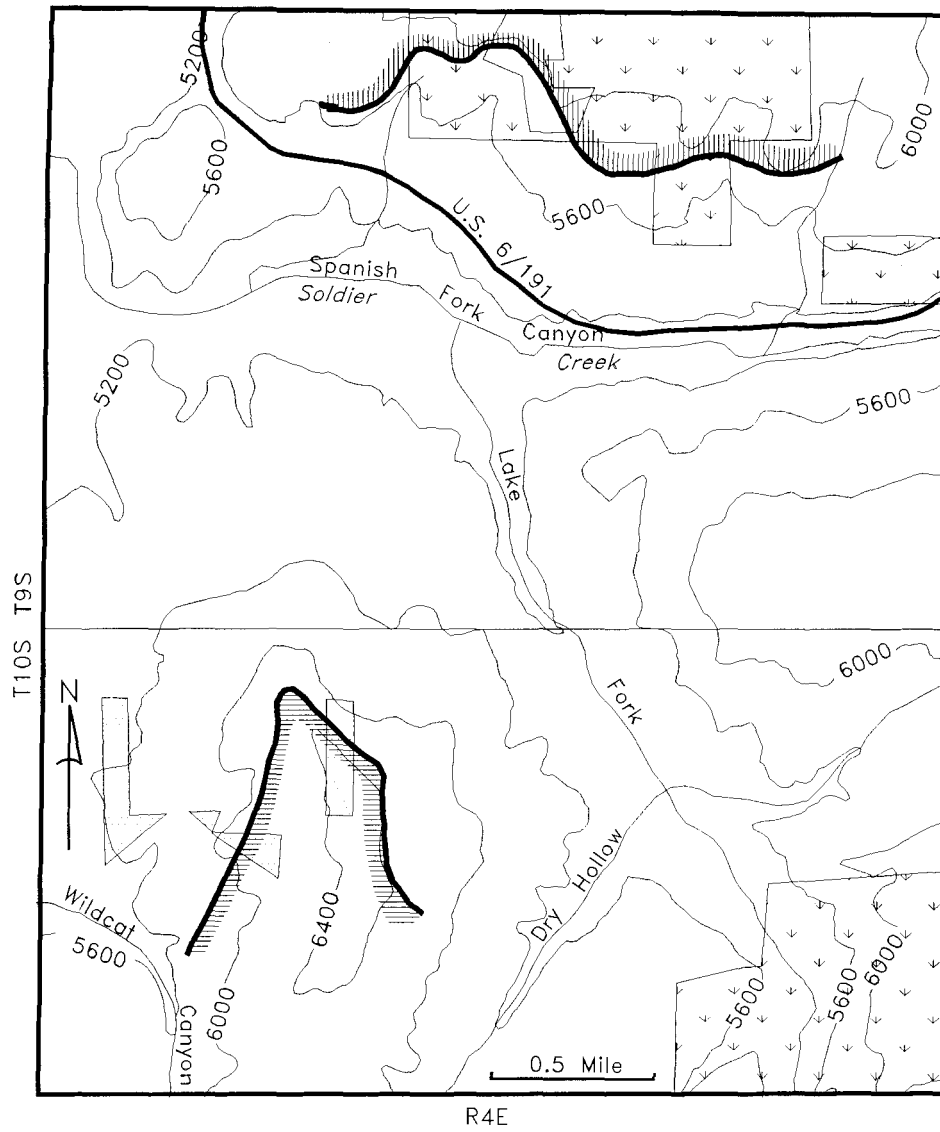 5200
5600
6000
5600
U.S. 6/191
Spanish Fork Canyon
Soldier Creek
5200
5600
Lake Fork
T9S
T10S
6000
N
Dry Hollow
Wildcat Canyon
5600
6400
6000
5600
5600
6000
0.5 Mile
R4E